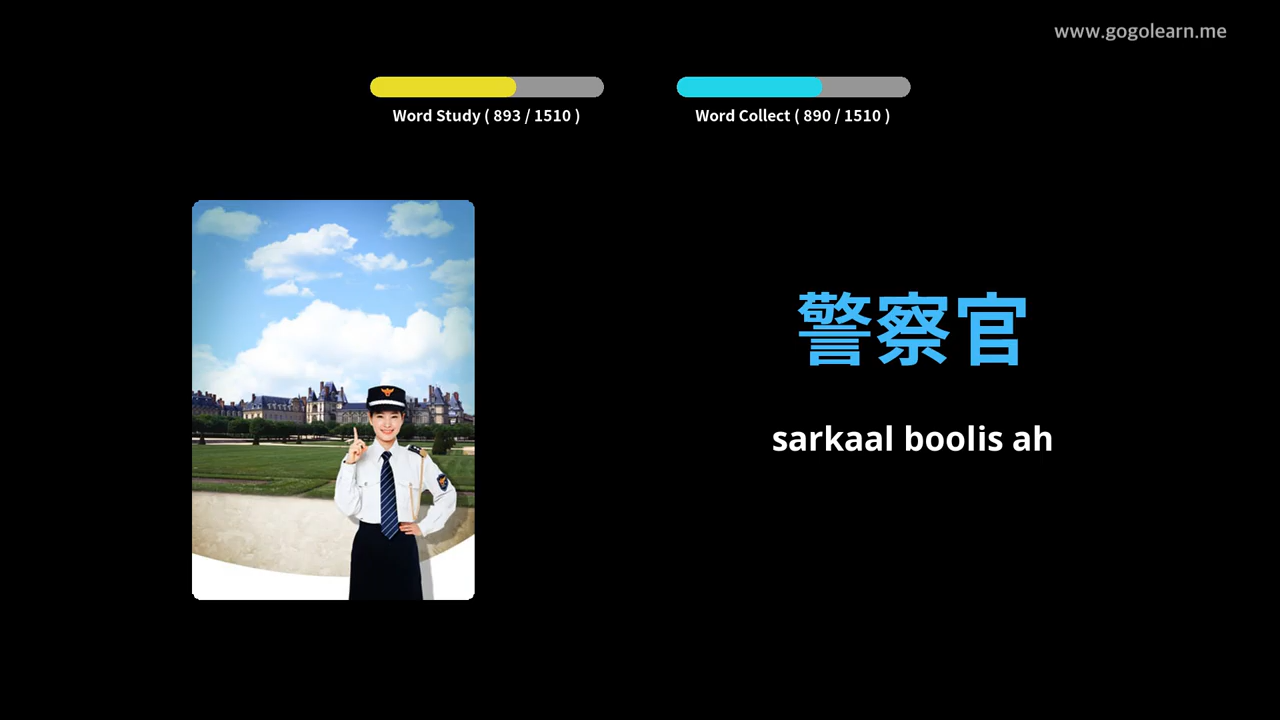 www.gogolearn.me
Word Study ( 893 / 1510 )
Word Collect ( 890 / 1510 )
警察官
sarkaal boolis ah